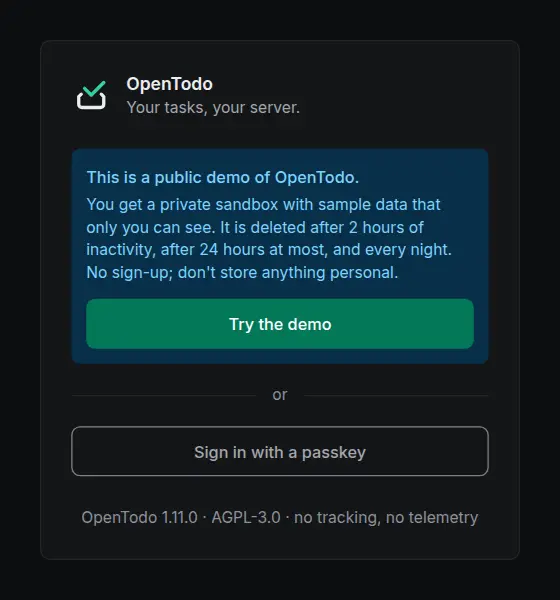 OpenTodo
Your tasks, your server.
This is a public demo of OpenTodo.
You get a private sandbox with sample data that
only you can see. It is deleted after 2 hours of
inactivity, after 24 hours at most, and every night.
No sign-up; don't store anything personal.
Try the demo
or
Sign in with a passkey
OpenTodo 1.11.0 · AGPL-3.0 · no tracking, no telemetry